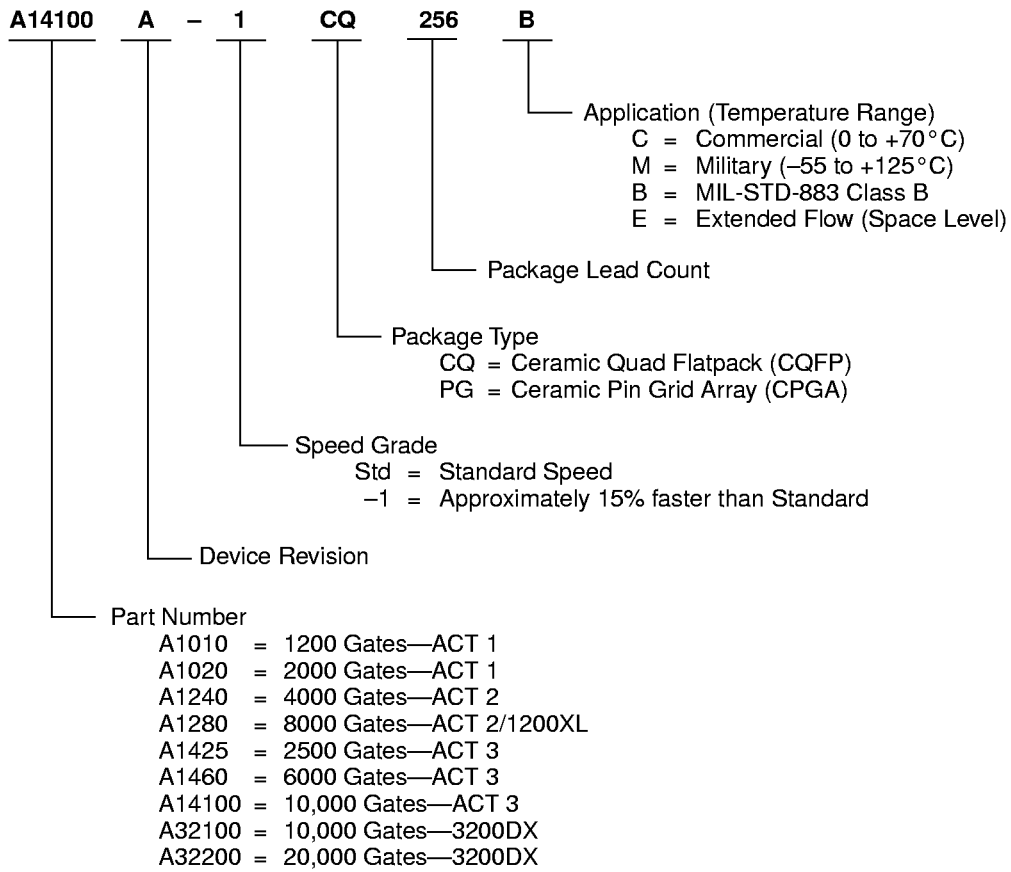 A14100 A – 1 CQ 256 B
Application (Temperature Range)
C = Commercial (0 to +70°C)
M = Military (–55 to +125°C)
B = MIL-STD-883 Class B
E = Extended Flow (Space Level)
Package Lead Count
Package Type
CQ = Ceramic Quad Flatpack (CQFP)
PG = Ceramic Pin Grid Array (CPGA)
Speed Grade
Std = Standard Speed
–1 = Approximately 15% faster than Standard
Device Revision
Part Number
A1010 = 1200 Gates—ACT 1
A1020 = 2000 Gates—ACT 1
A1240 = 4000 Gates—ACT 2
A1280 = 8000 Gates—ACT 2/1200XL
A1425 = 2500 Gates—ACT 3
A1460 = 6000 Gates—ACT 3
A14100 = 10,000 Gates—ACT 3
A32100 = 10,000 Gates—3200DX
A32200 = 20,000 Gates—3200DX